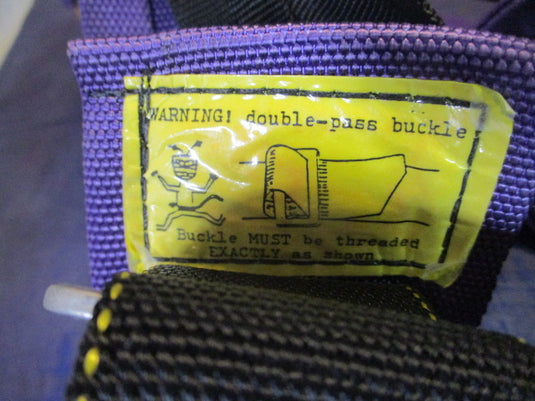 WARNING! double-pass buckle
Buckle MUST be threaded
EXACTLY as shown